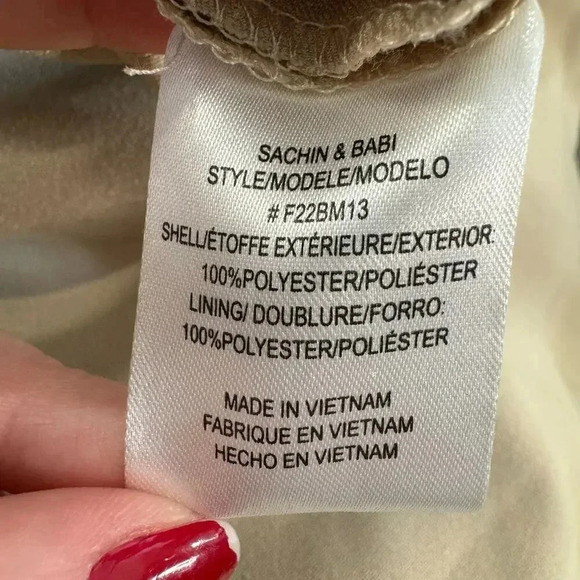 SACHIN & BABI
STYLE/MODELE/MODELO
# F22BM13
SHELL/ÉTOFFE EXTÉRIEURE/EXTERIOR:
100%POLYESTER/POLIÉSTER
LINING/ DOUBLURE/FORRO:
100%POLYESTER/POLIÉSTER
MADE IN VIETNAM
FABRIQUE EN VIETNAM
HECHO EN VIETNAM